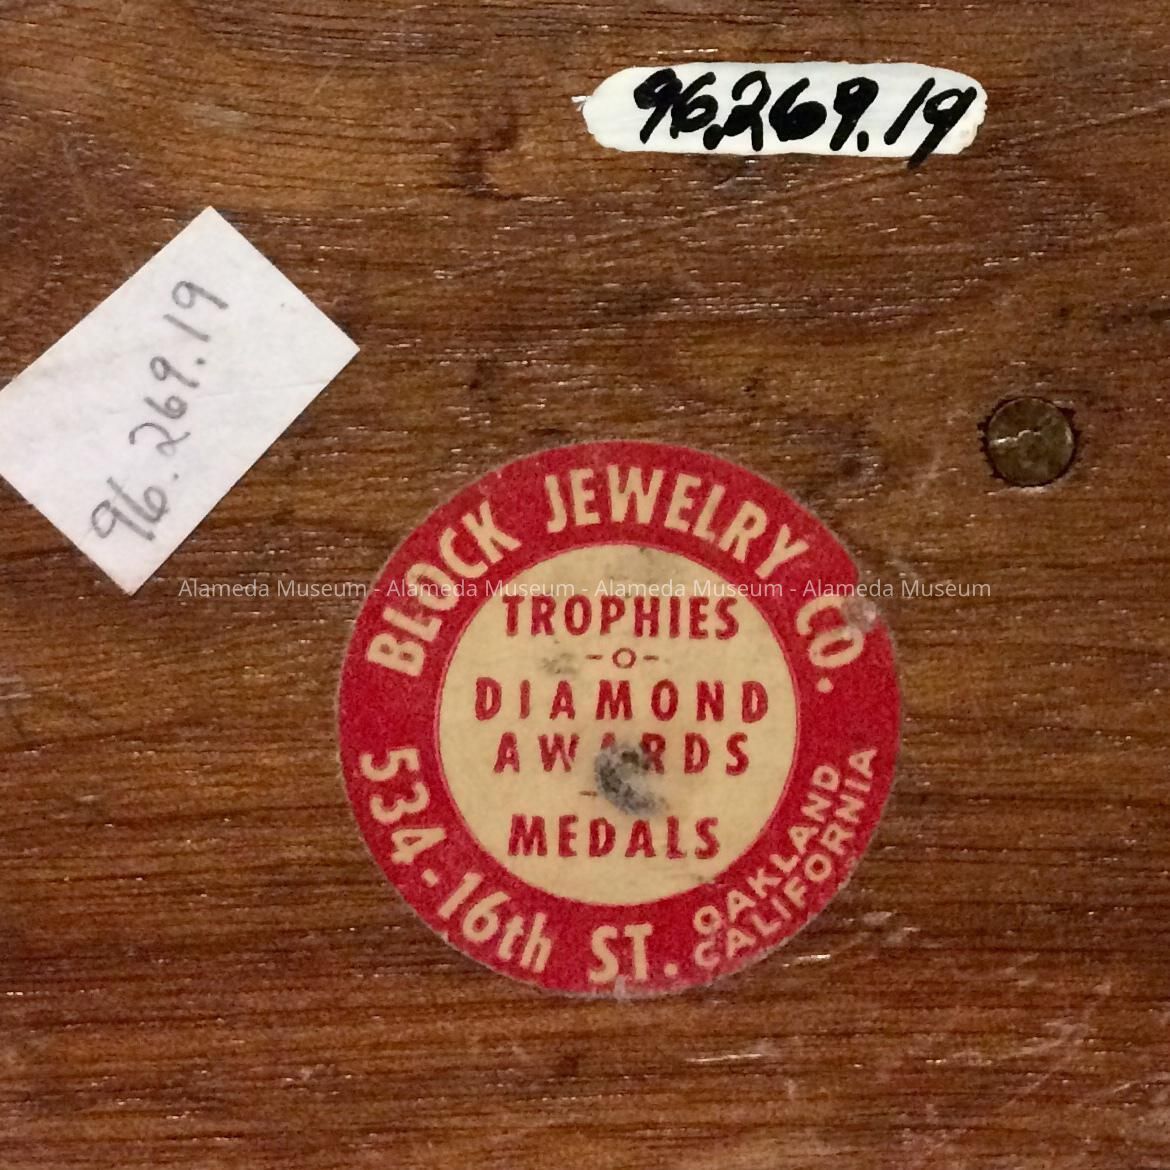 96.269.19
96.269.19
BLOCK JEWELRY CO.
TROPHIES
-o-
DIAMOND
AWARDS
-
MEDALS
534-16th ST. OAKLAND
CALIFORNIA
Alameda Museum - Alameda Museum - Alameda Museum - Alameda Museum